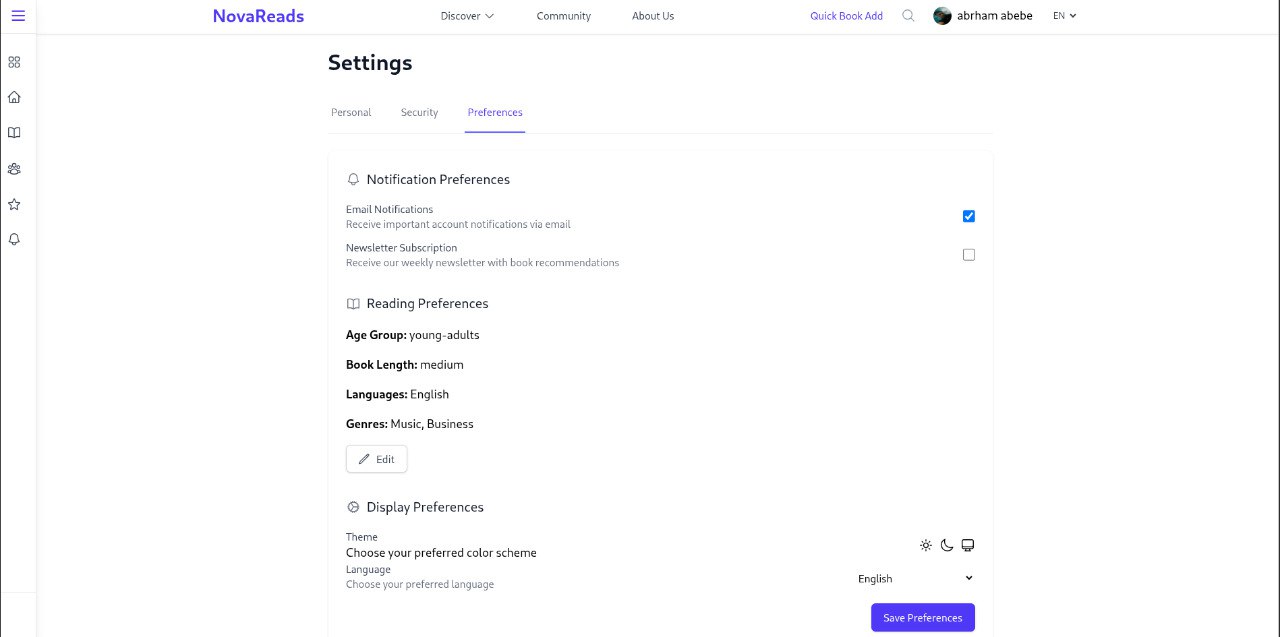 NovaReads Discover Community About Us Quick Book Add abrham abebe EN
Settings
Personal Security Preferences
Notification Preferences
Email Notifications
Receive important account notifications via email
Newsletter Subscription
Receive our weekly newsletter with book recommendations
Reading Preferences
Age Group: young-adults
Book Length: medium
Languages: English
Genres: Music, Business
Edit
Display Preferences
Theme
Choose your preferred color scheme
Language
Choose your preferred language
English
Save Preferences